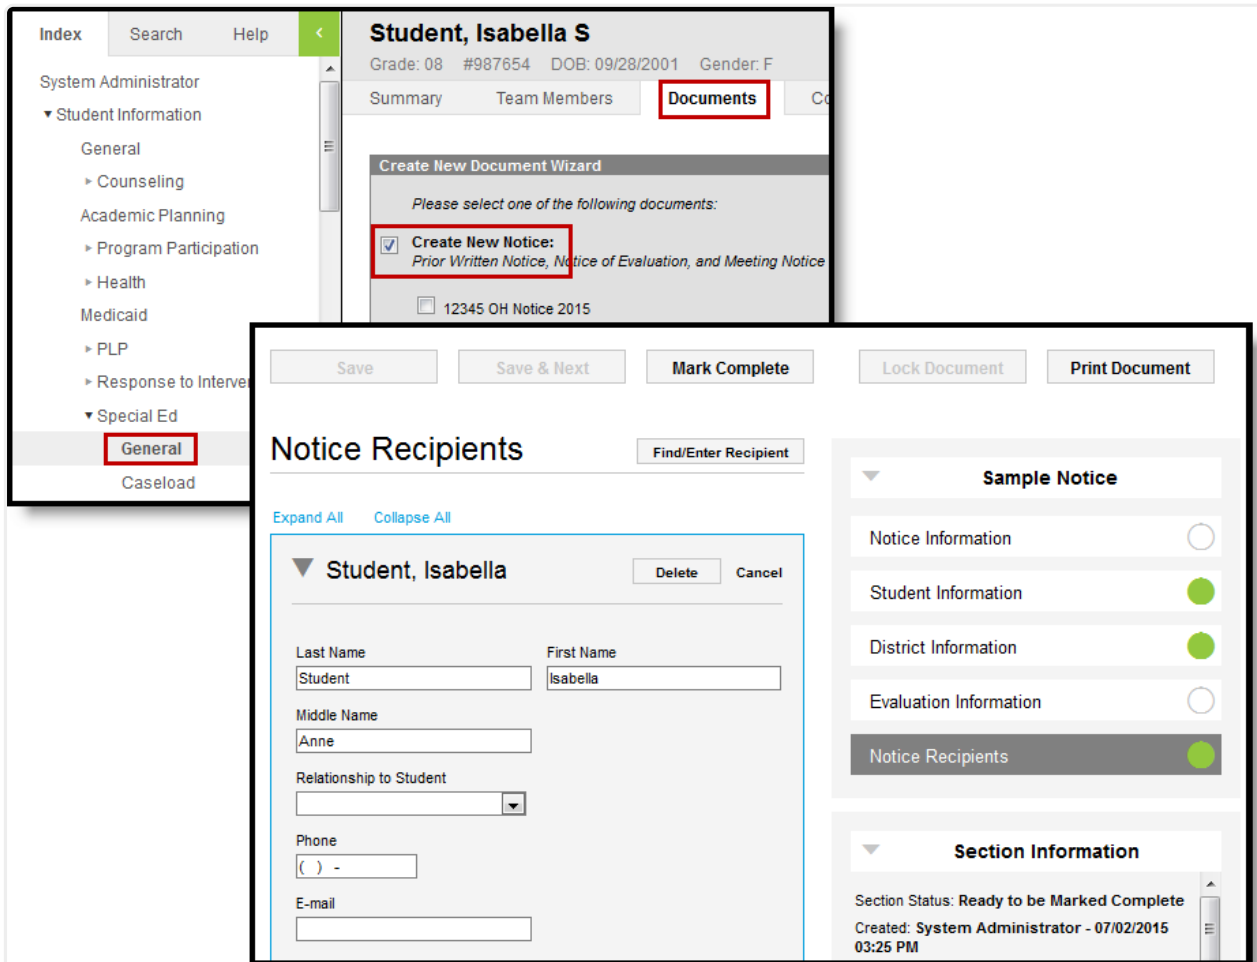 Index Search Help <
System Administrator
Student Information
General
Counseling
Academic Planning
Program Participation
Health
Medicaid
PLP
Response to Interve
Special Ed
General
Caseload
Student, Isabella S
Grade: 08 #987654 DOB: 09/28/2001 Gender: F
Summary Team Members Documents Co
Create New Document Wizard
Please select one of the following documents:
Create New Notice:
Prior Written Notice, Notice of Evaluation, and Meeting Notice
12345 OH Notice 2015
Save Save & Next Mark Complete Lock Document Print Document
Notice Recipients Find/Enter Recipient
Expand All Collapse All
Student, Isabella Delete Cancel
Last Name First Name
Student Isabella
Middle Name
Anne
Relationship to Student
Phone
( ) -
E-mail
Sample Notice
Notice Information
Student Information
District Information
Evaluation Information
Notice Recipients
Section Information
Section Status: Ready to be Marked Complete
Created: System Administrator - 07/02/2015
03:25 PM